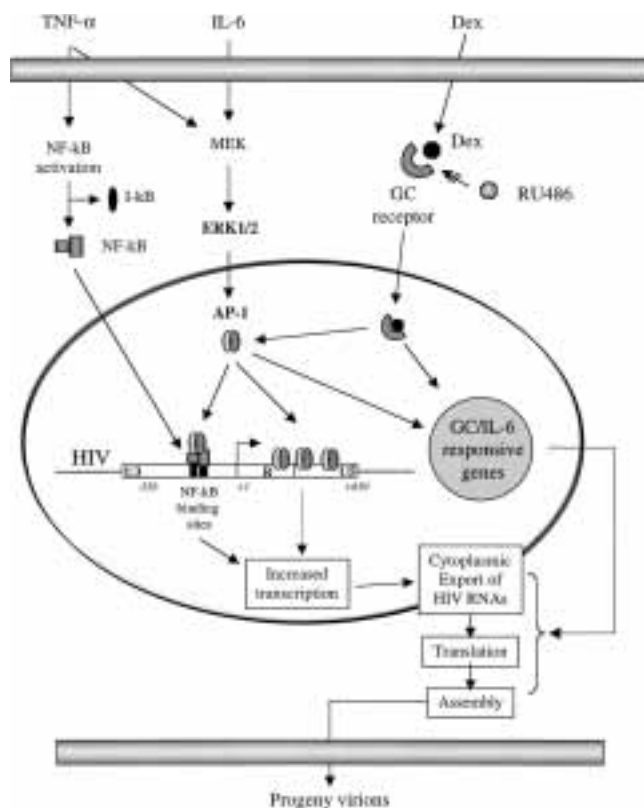 TNF-α
IL-6
Dex
NF-kB
activation
MEK
Dex
I-kB
RU486
GC
receptor
ERK1/2
NF-kB
AP-1
HIV
GC/IL-6
responsive
genes
U3
R
U5
+1
NF-kB
binding
sites
Increased
transcription
Cytoplasmic
Export of
HIV RNAs
Translation
Assembly
Progeny virions